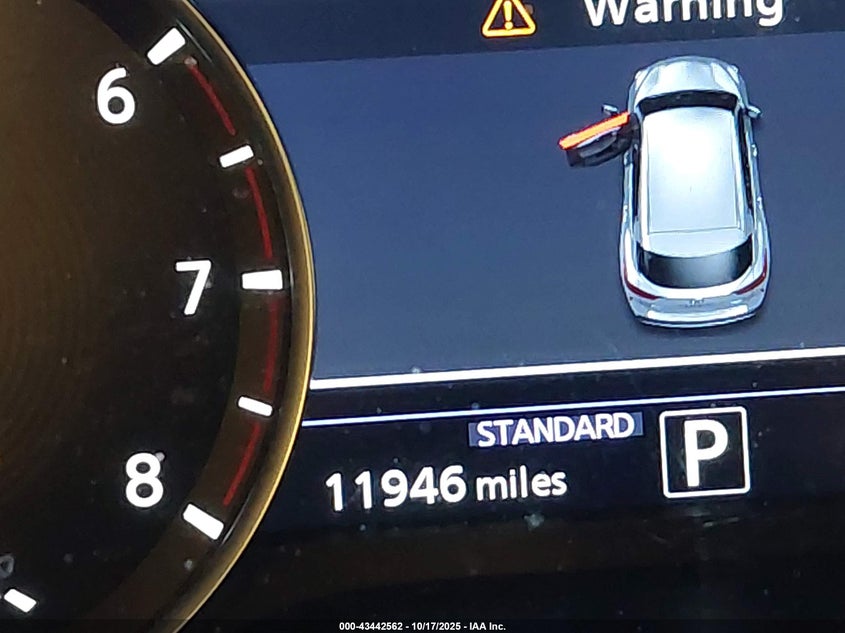 Warning
6
7
8
STANDARD
P
11946 miles
000-43442562 - 10/17/2025 - IAA Inc.